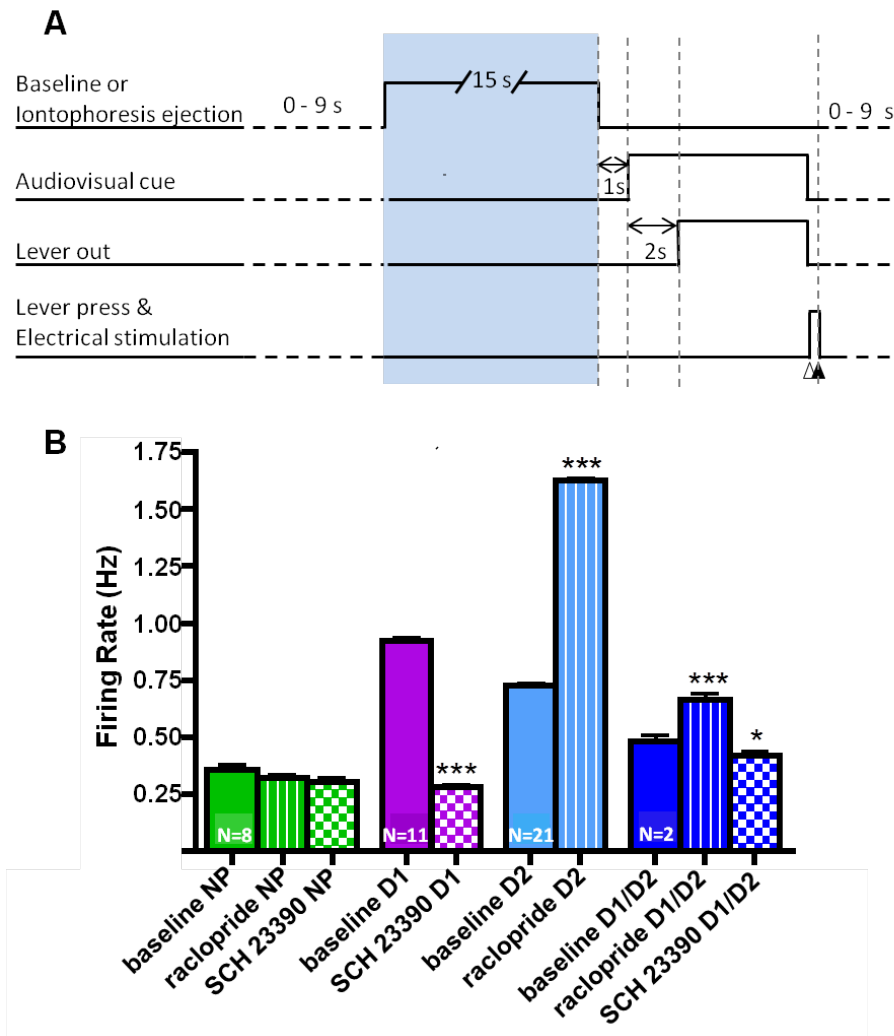 A
Baseline or
Iontophoresis ejection
0 - 9 s
15 s
0 - 9 s
Audiovisual cue
1s
Lever out
2s
Lever press &
Electrical stimulation
B
Firing Rate (Hz)
1.75
1.50
1.25
1.00
0.75
0.50
0.25
***
***
***
*
N=8
N=11
N=21
N=2
baseline NP
raclopride NP
SCH 23390 NP
baseline D1
SCH 23390 D1
baseline D2
raclopride D2
baseline D1/D2
raclopride D1/D2
SCH 23390 D1/D2